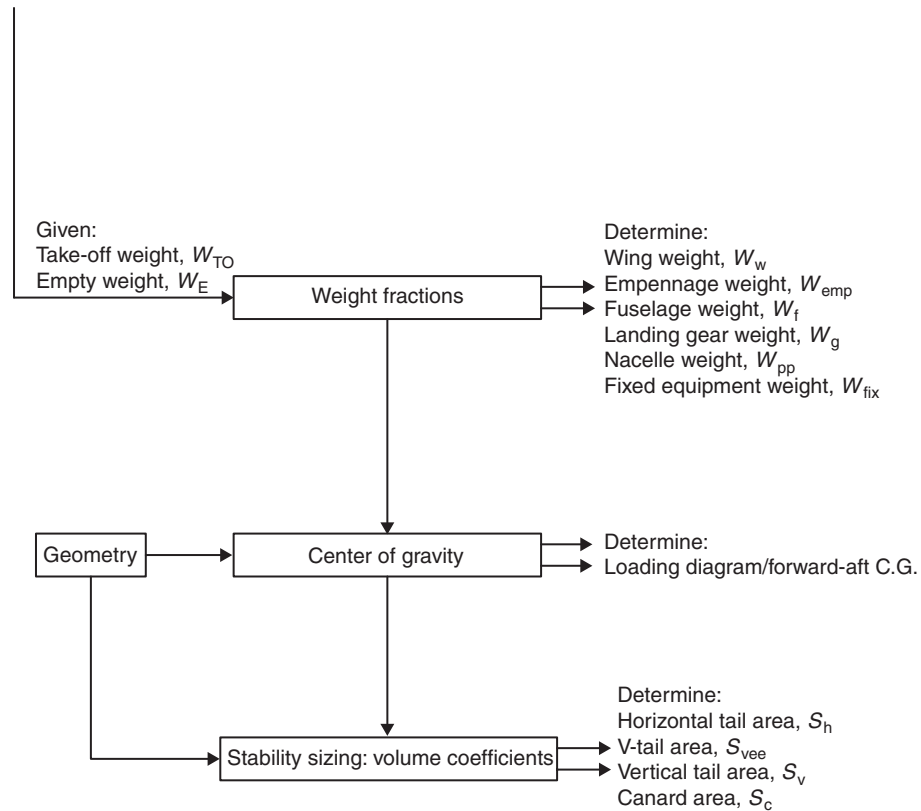 Given:
Take-off weight, W_TO
Empty weight, W_E
Weight fractions
Determine:
Wing weight, W_w
Empennage weight, W_emp
Fuselage weight, W_f
Landing gear weight, W_g
Nacelle weight, W_pp
Fixed equipment weight, W_fix
Geometry
Center of gravity
Determine:
Loading diagram/forward-aft C.G.
Stability sizing: volume coefficients
Determine:
Horizontal tail area, S_h
V-tail area, S_vee
Vertical tail area, S_v
Canard area, S_c